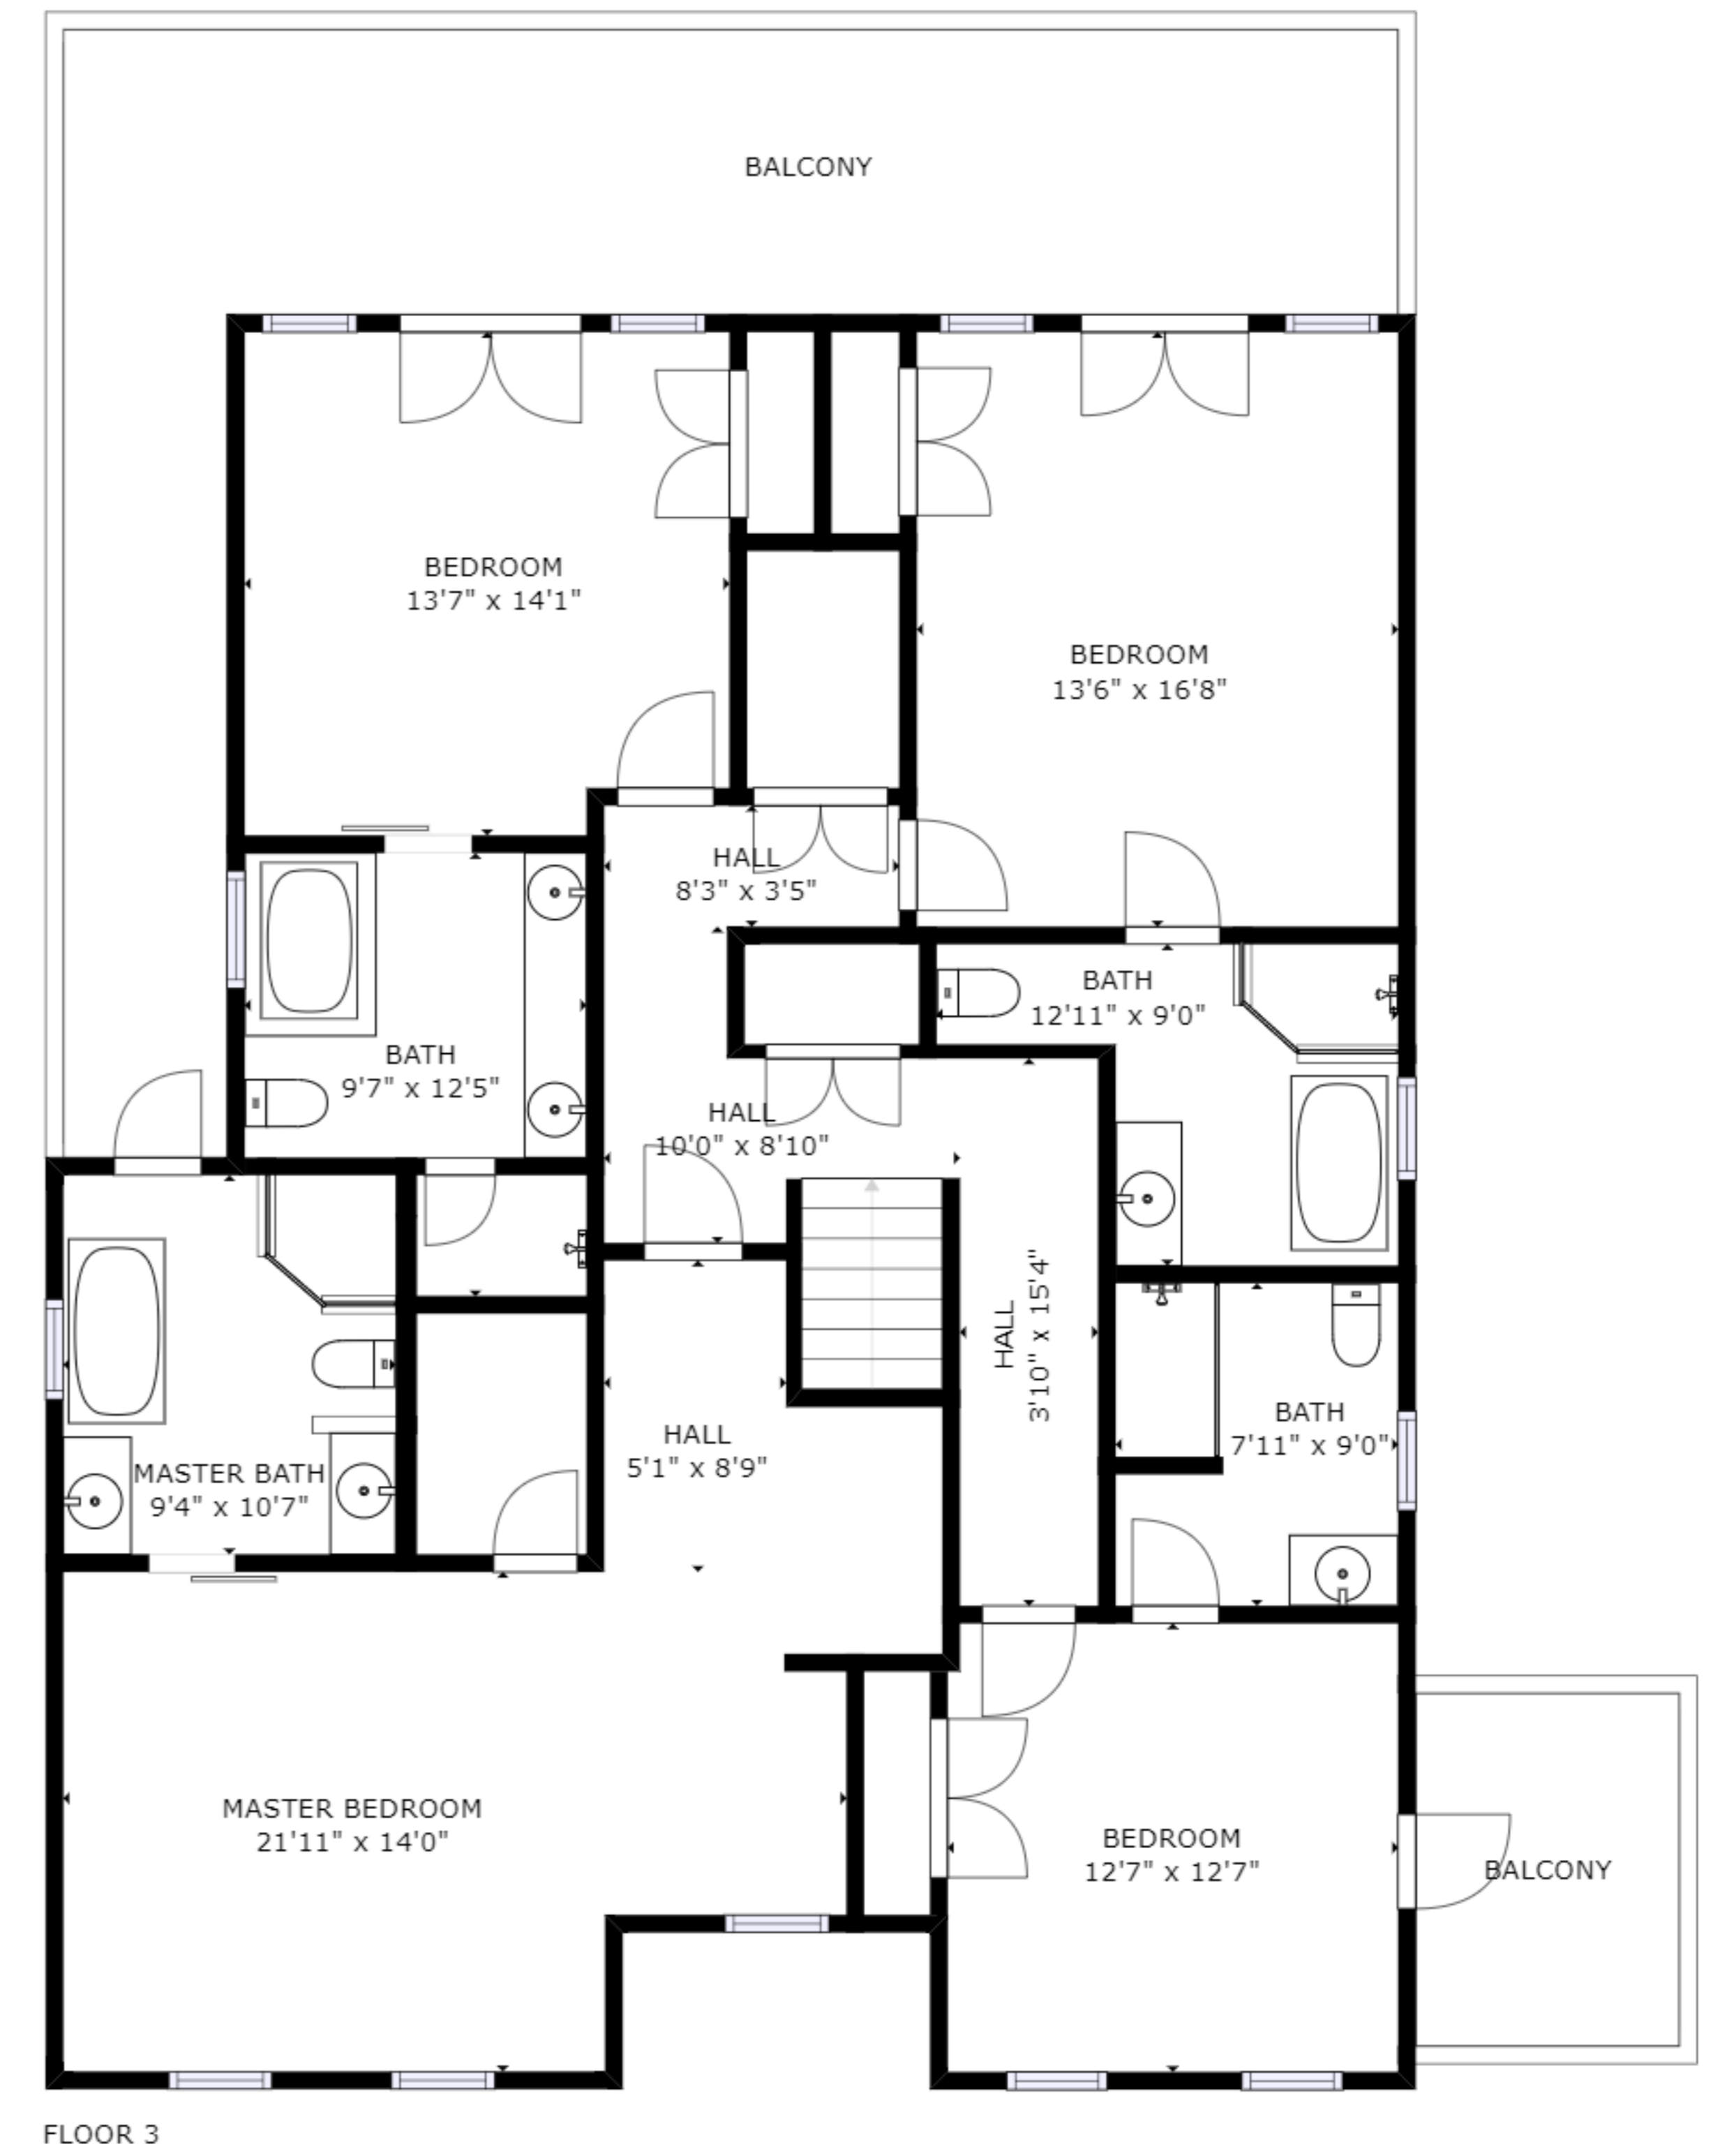 BALCONY
BEDROOM
13'7" x 14'1"
BEDROOM
13'6" x 16'8"
HALL
8'3" x 3'5"
BATH
12'11" x 9'0"
BATH
9'7" x 12'5"
HALL
10'0" x 8'10"
HALL
3'10" x 15'4"
BATH
7'11" x 9'0"
HALL
5'1" x 8'9"
MASTER BATH
9'4" x 10'7"
MASTER BEDROOM
21'11" x 14'0"
BEDROOM
12'7" x 12'7"
BALCONY
FLOOR 3